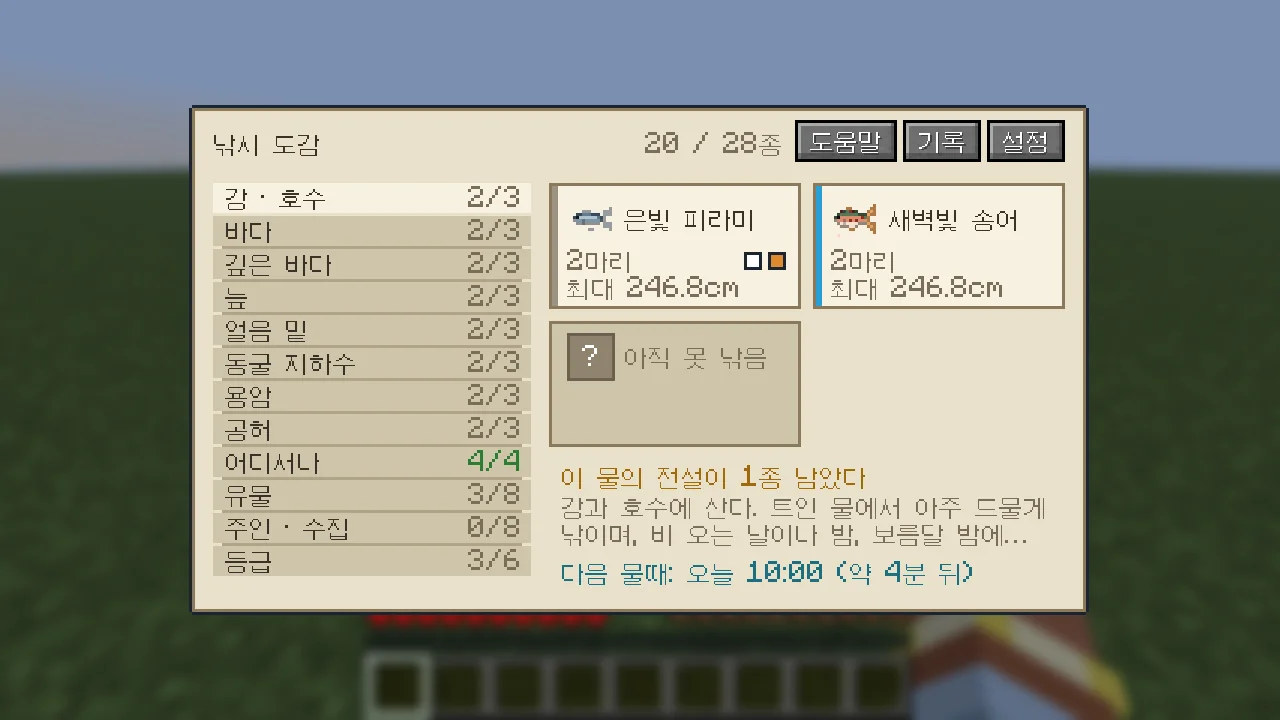 낚시 도감
20 / 28종
도움말
기록
설정
강 · 호수 2/3
바다 2/3
깊은 바다 2/3
늪 2/3
얼음 밑 2/3
동굴 지하수 2/3
용암 2/3
공허 2/3
어디서나 4/4
유물 3/8
주인 · 수집 0/8
등급 3/6
은빛 피라미
2마리
최대 246.8cm
새벽빛 송어
2마리
최대 246.8cm
? 아직 못 낚음
이 물의 전설이 1종 남았다
강과 호수에 산다. 트인 물에서 아주 드물게
낚이며, 비 오는 날이나 밤, 보름달 밤에...
다음 물때: 오늘 10:00 (약 4분 뒤)